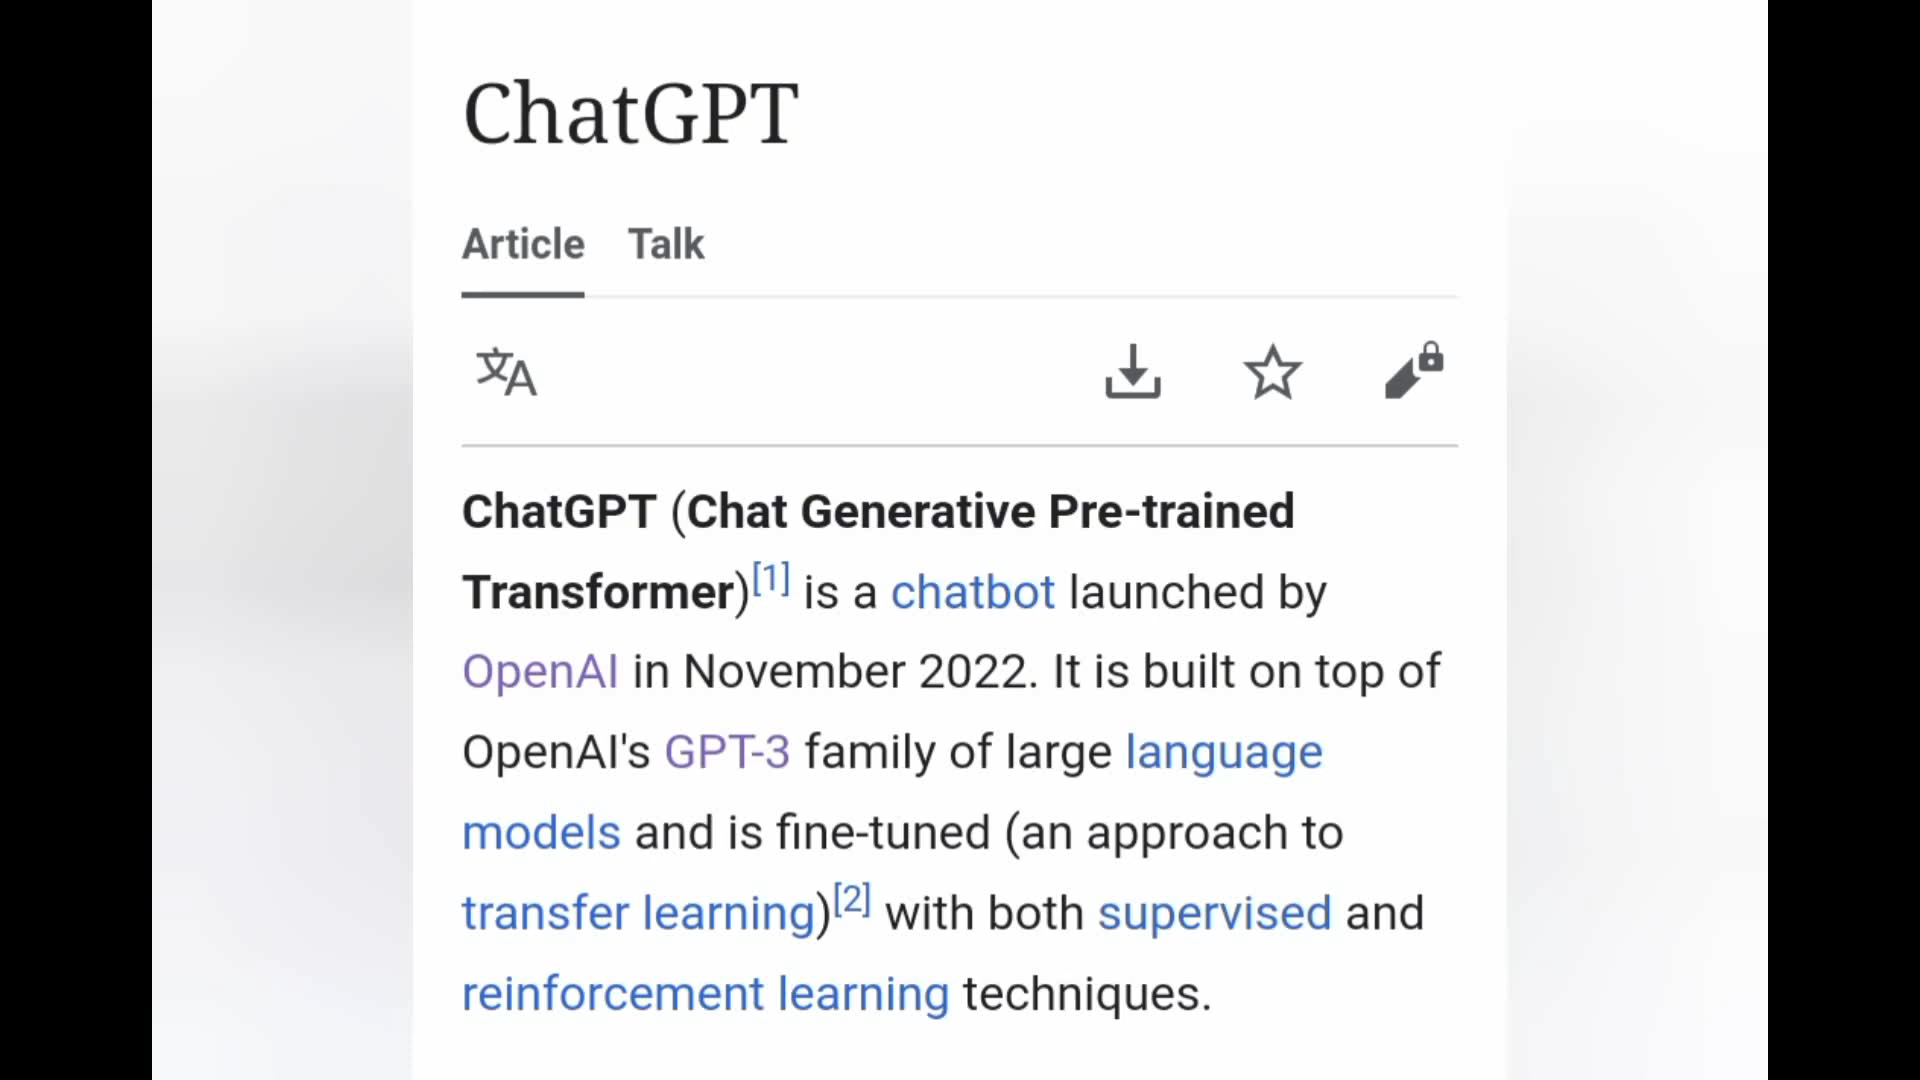 ChatGPT
Article Talk
ChatGPT (Chat Generative Pre-trained
Transformer)[1] is a chatbot launched by
OpenAI in November 2022. It is built on top of
OpenAI's GPT-3 family of large language
models and is fine-tuned (an approach to
transfer learning)[2] with both supervised and
reinforcement learning techniques.